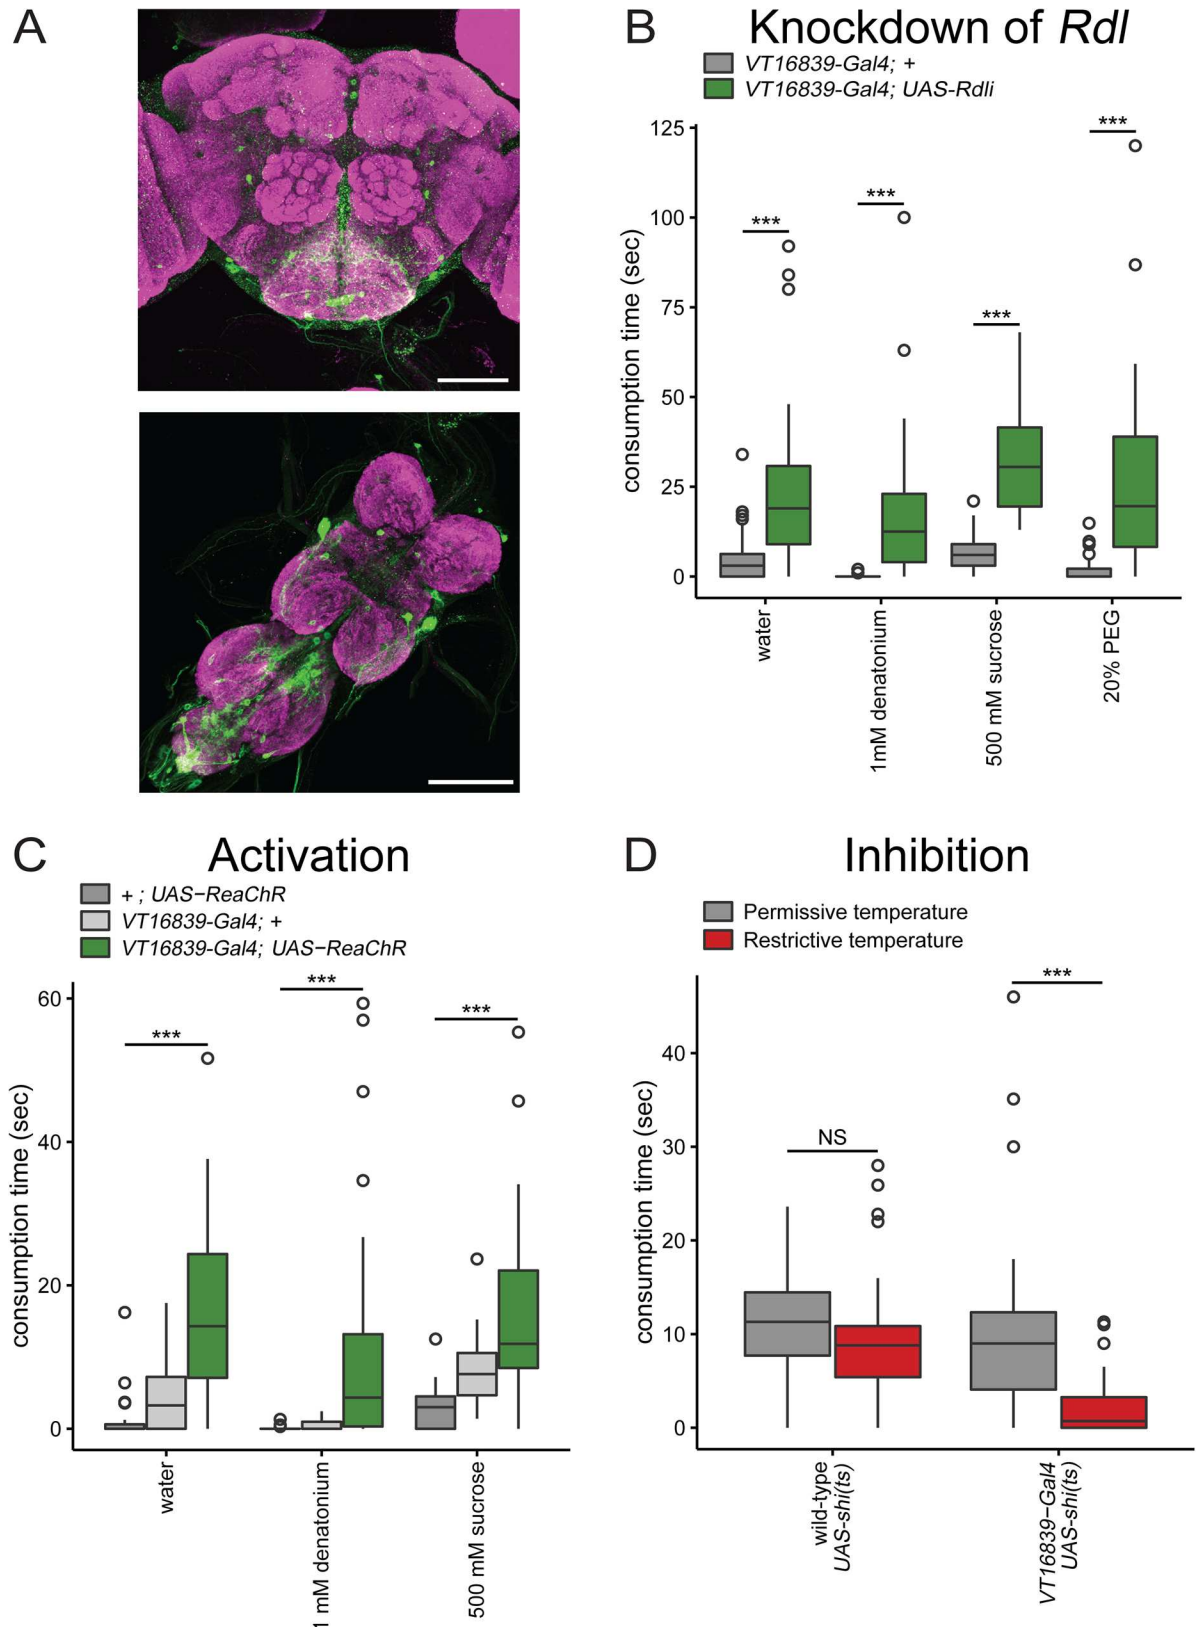 A
B
Knockdown of Rdl
VT16839-Gal4; +
VT16839-Gal4; UAS-Rdli
125
100
75
50
25
0
consumption time (sec)
***
***
***
***
water
1mM denatonium
500 mM sucrose
20% PEG
C
Activation
+ ; UAS−ReaChR
VT16839-Gal4; +
VT16839-Gal4; UAS−ReaChR
60
40
20
0
consumption time (sec)
***
***
***
water
1 mM denatonium
500 mM sucrose
D
Inhibition
Permissive temperature
Restrictive temperature
40
30
20
10
0
consumption time (sec)
NS
***
wild-type
UAS-shi(ts)
VT16839−Gal4
UAS-shi(ts)